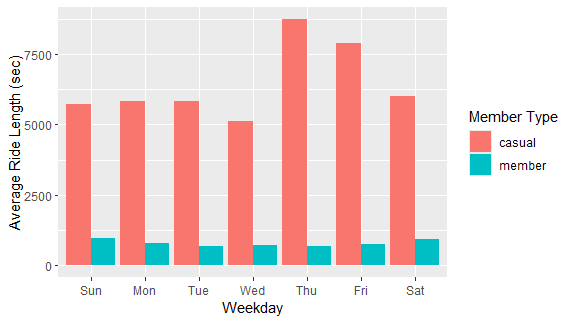 Average Ride Length (sec)
7500
5000
2500
0
Sun Mon Tue Wed Thu Fri Sat
Weekday
Member Type
casual
member